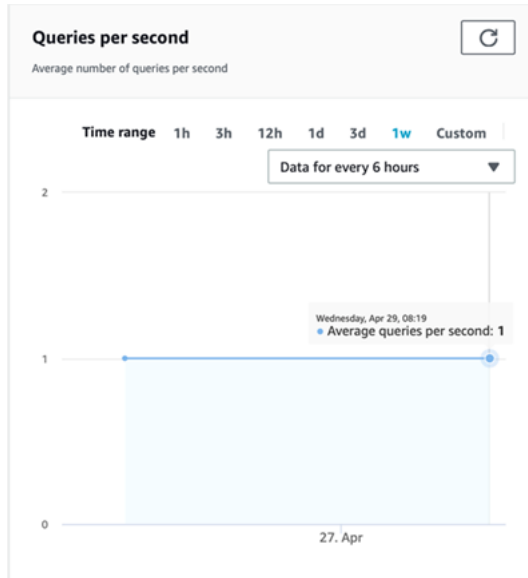 Queries per second
Average number of queries per second
Time range 1h 3h 12h 1d 3d 1w Custom
Data for every 6 hours
2
Wednesday, Apr 29, 08:19
Average queries per second: 1
1
0
27. Apr